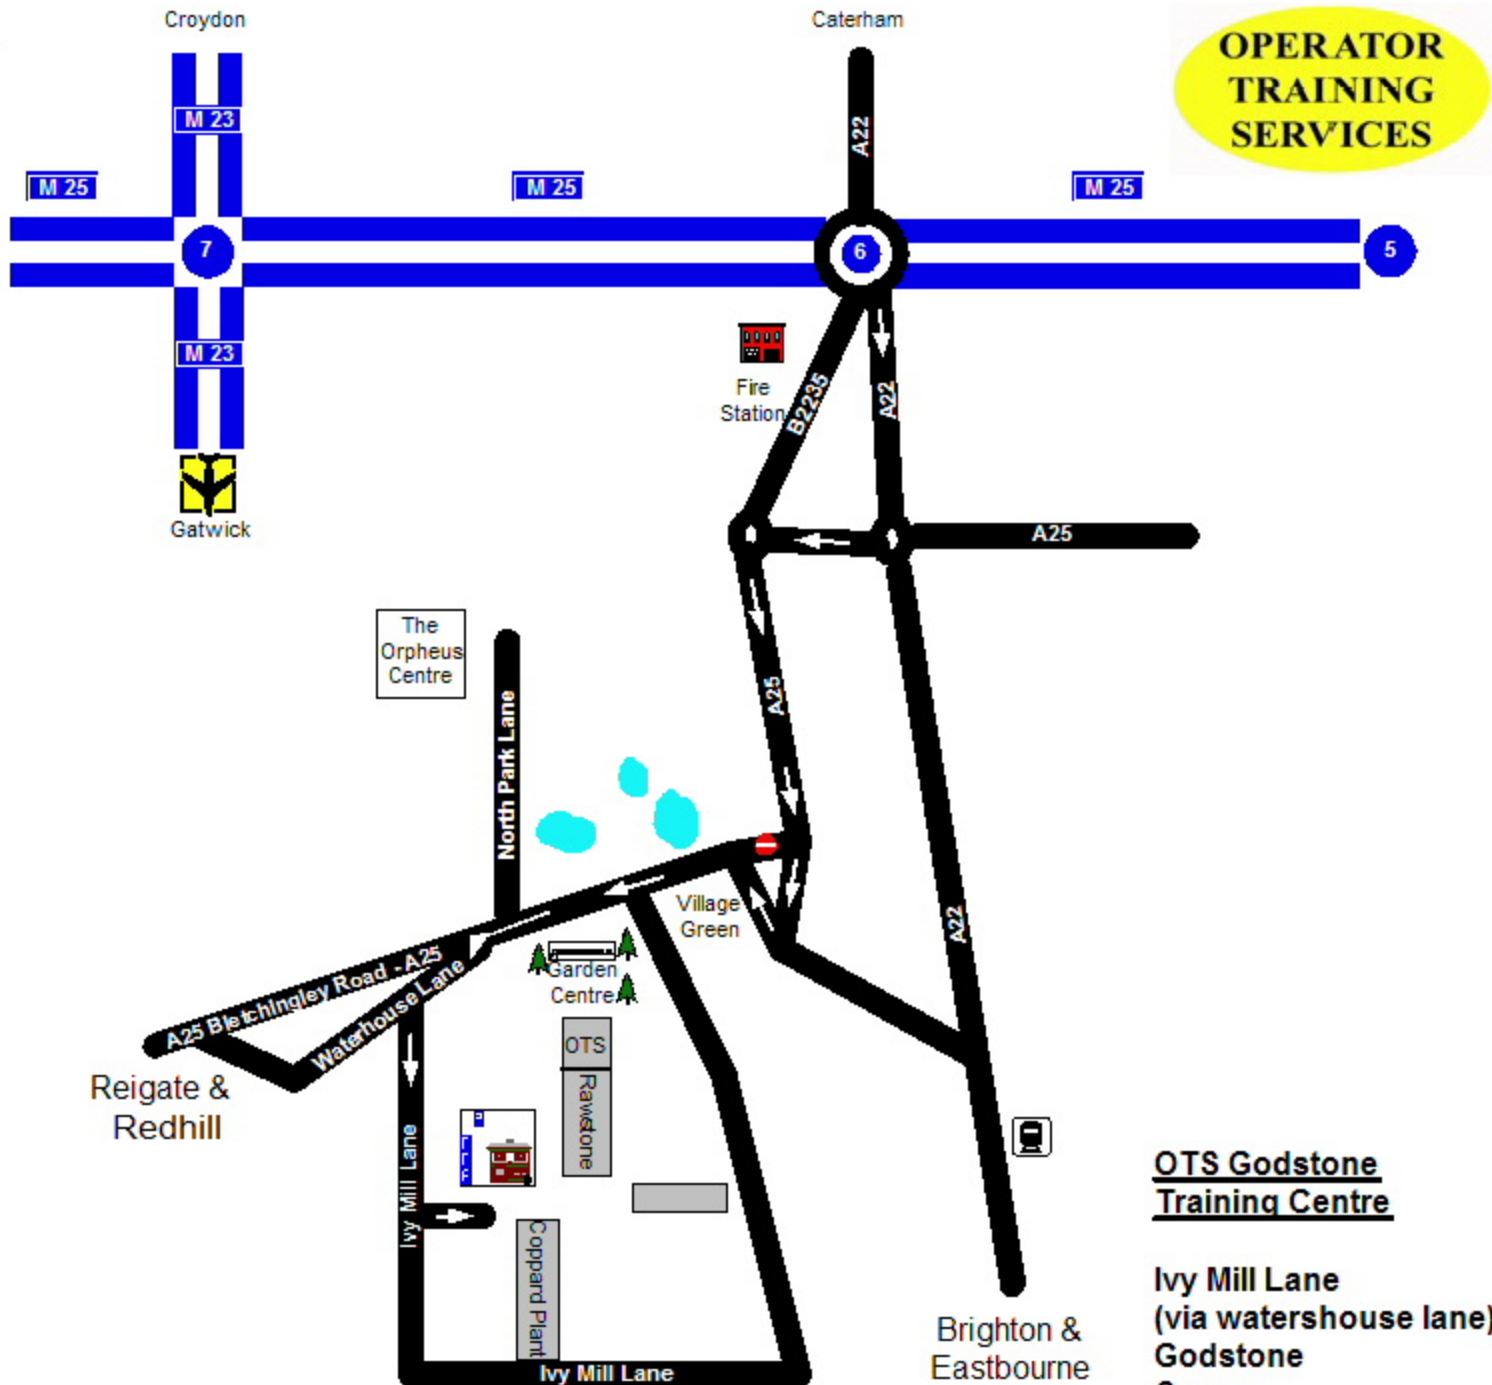 Croydon
Caterham
OPERATOR
TRAINING
SERVICES
M 23
A22
M 25
M 25
M 25
7
6
5
M 23
Fire
Station
B2235
A22
Gatwick
A25
The
Orpheus
Centre
North Park Lane
A25
Village
Green
A22
A25 Bletchingley Road - A25
Waterhouse Lane
Garden
Centre
OTS
Rawstone
Reigate &
Redhill
P
Ivy Mill Lane
Coppard Plant
Ivy Mill Lane
Brighton &
Eastbourne
OTS Godstone
Training Centre
Ivy Mill Lane
(via watershouse lane)
Godstone